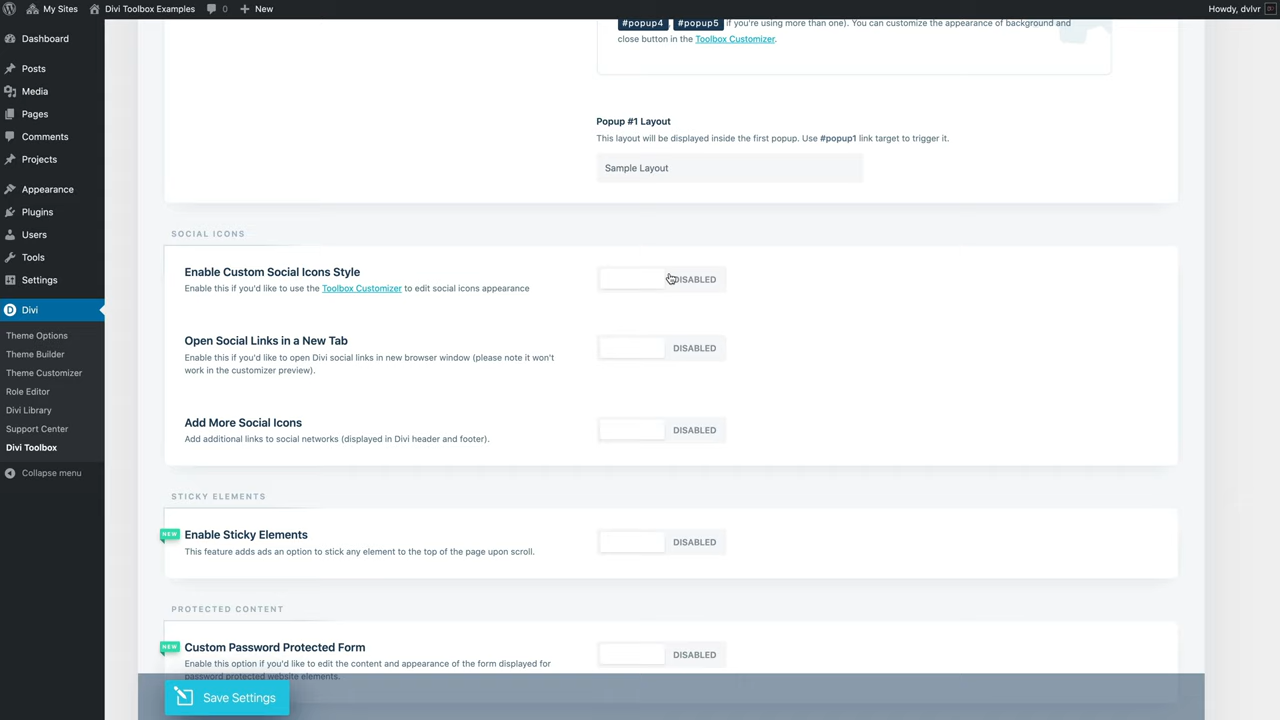 My Sites
Divi Toolbox Examples
0
New
Howdy, dvlvr
Dashboard
Posts
Media
Pages
Comments
Projects
Appearance
Plugins
Users
Tools
Settings
Divi
Theme Options
Theme Builder
Theme Customizer
Role Editor
Divi Library
Support Center
Divi Toolbox
Collapse menu
#popup4 #popup5 if you're using more than one). You can customize the appearance of background and
close button in the Toolbox Customizer.
Popup #1 Layout
This layout will be displayed inside the first popup. Use #popup1 link target to trigger it.
Sample Layout
SOCIAL ICONS
Enable Custom Social Icons Style
Enable this if you'd like to use the Toolbox Customizer to edit social icons appearance
DISABLED
Open Social Links in a New Tab
Enable this if you'd like to open Divi social links in new browser window (please note it won't
work in the customizer preview).
DISABLED
Add More Social Icons
Add additional links to social networks (displayed in Divi header and footer).
DISABLED
STICKY ELEMENTS
NEW
Enable Sticky Elements
This feature adds ads an option to stick any element to the top of the page upon scroll.
DISABLED
PROTECTED CONTENT
NEW
Custom Password Protected Form
Enable this option if you'd like to edit the content and appearance of the form displayed for
password protected website elements.
DISABLED
Save Settings